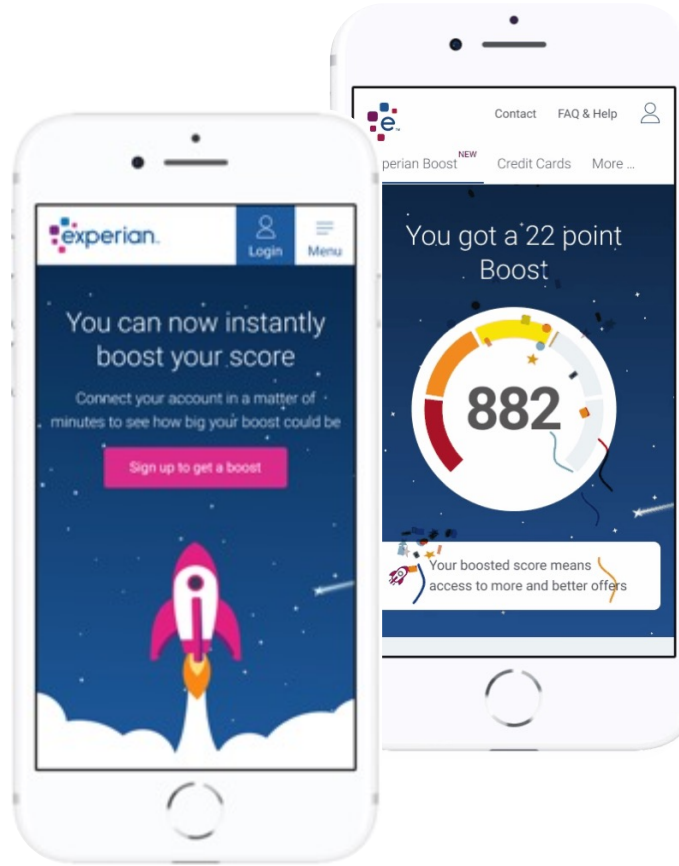 experian.
Login
Menu
You can now instantly
boost your score
Connect your account in a matter of
minutes to see how big your boost could be
Sign up to get a boost
e
Contact FAQ & Help
perian Boost NEW Credit Cards More ...
You got a 22 point
Boost
882
Your boosted score means
access to more and better offers